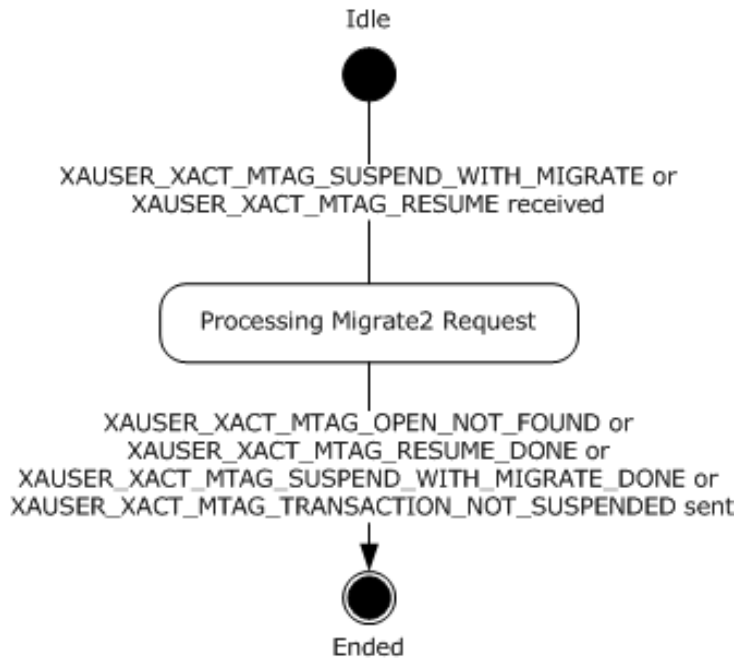 Idle
XAUSER_XACT_MTAG_SUSPEND_WITH_MIGRATE or
XAUSER_XACT_MTAG_RESUME received
Processing Migrate2 Request
XAUSER_XACT_MTAG_OPEN_NOT_FOUND or
XAUSER_XACT_MTAG_RESUME_DONE or
XAUSER_XACT_MTAG_SUSPEND_WITH_MIGRATE_DONE or
XAUSER_XACT_MTAG_TRANSACTION_NOT_SUSPENDED sent
Ended